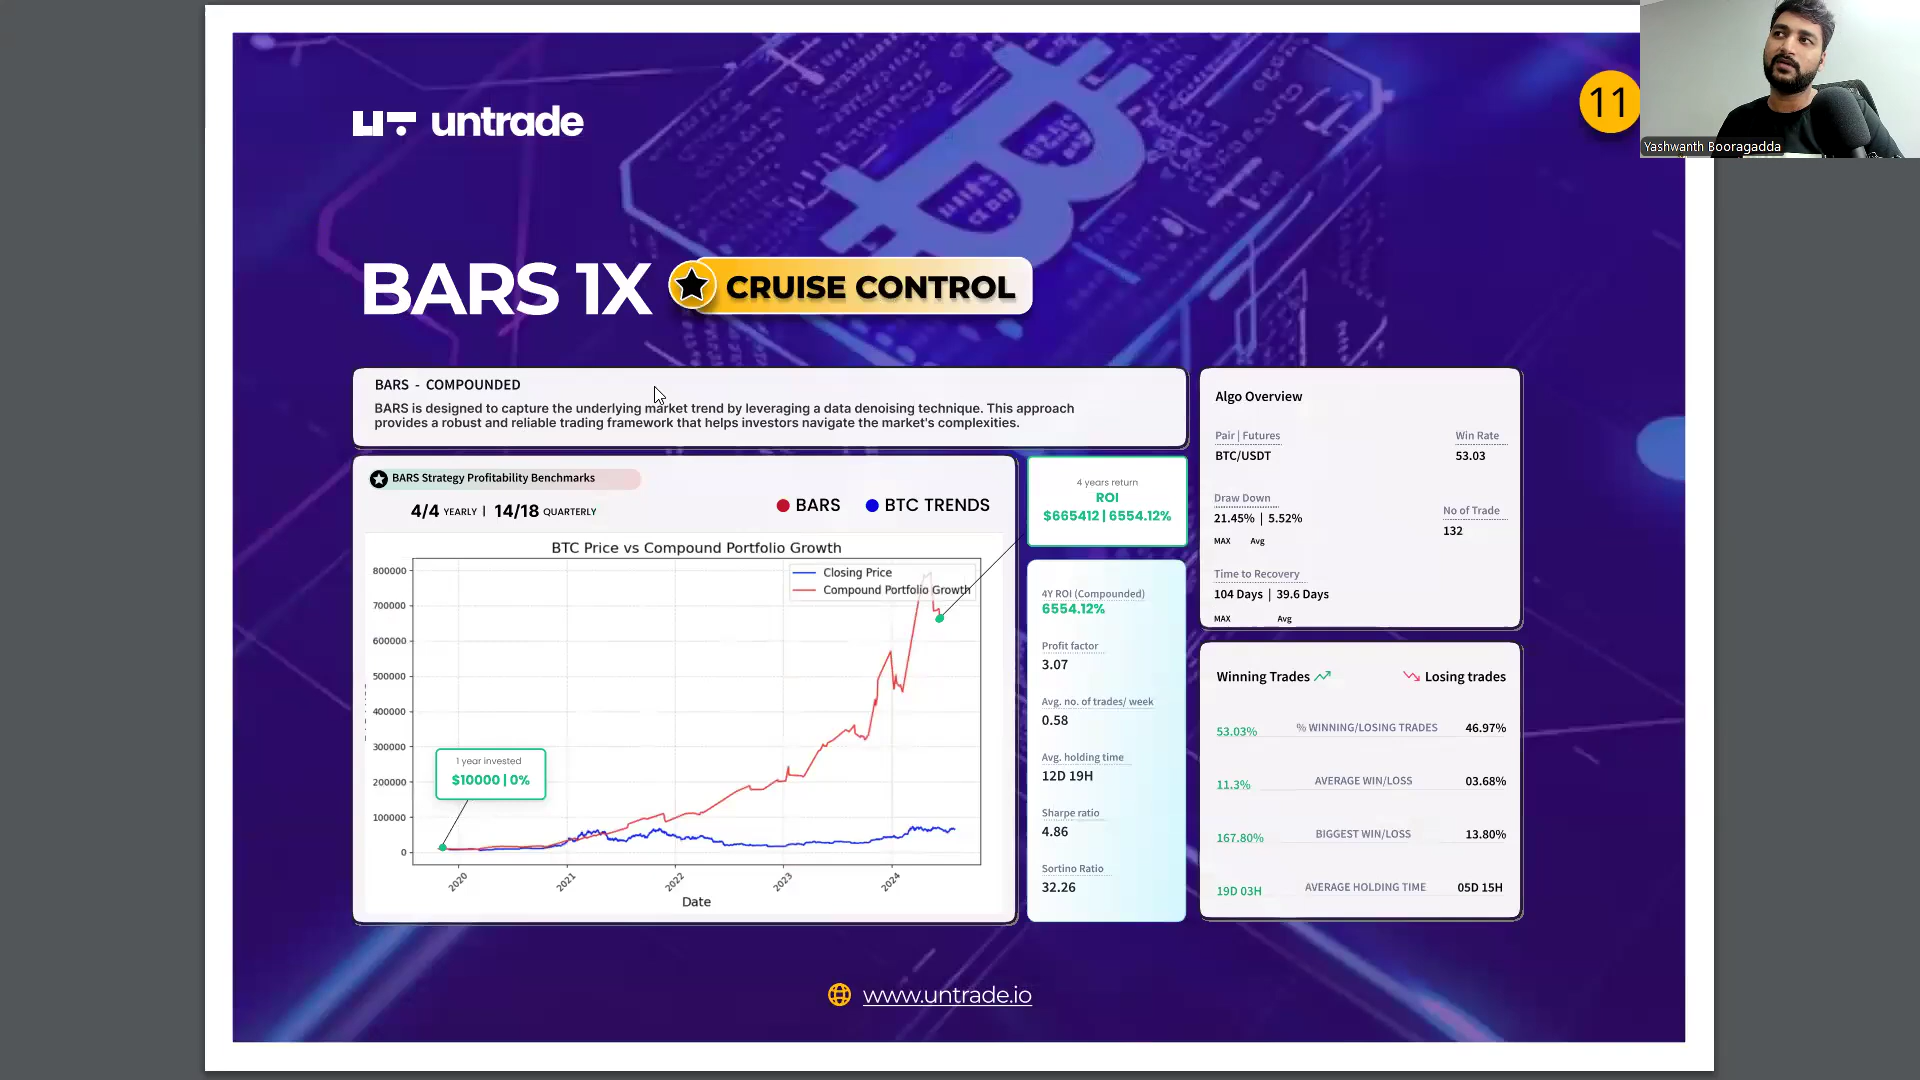 untrade
11
Yashwanth Booragadda
BARS 1X CRUISE CONTROL
BARS - COMPOUNDED
BARS is designed to capture the underlying market trend by leveraging a data denoising technique. This approach
provides a robust and reliable trading framework that helps investors navigate the market's complexities.
BARS Strategy Profitability Benchmarks
4/4 YEARLY | 14/18 QUARTERLY
BARS BTC TRENDS
BTC Price vs Compound Portfolio Growth
Closing Price
Compound Portfolio Growth
800000
700000
600000
500000
400000
300000
200000
100000
0
1 year invested
$10000 | 0%
2020 2021 2022 2023 2024
Date
4 years return
ROI
$665412 | 6554.12%
4Y ROI (Compounded)
6554.12%
Profit factor
3.07
Avg. no. of trades/ week
0.58
Avg. holding time
12D 19H
Sharpe ratio
4.86
Sortino Ratio
32.26
Algo Overview
Pair | Futures Win Rate
BTC/USDT 53.03
Draw Down
21.45% | 5.52%
MAX Avg
No of Trade
132
Time to Recovery
104 Days | 39.6 Days
MAX Avg
Winning Trades Losing trades
53.03% % WINNING/LOSING TRADES 46.97%
11.3% AVERAGE WIN/LOSS 03.68%
167.80% BIGGEST WIN/LOSS 13.80%
19D 03H AVERAGE HOLDING TIME 05D 15H
www.untrade.io